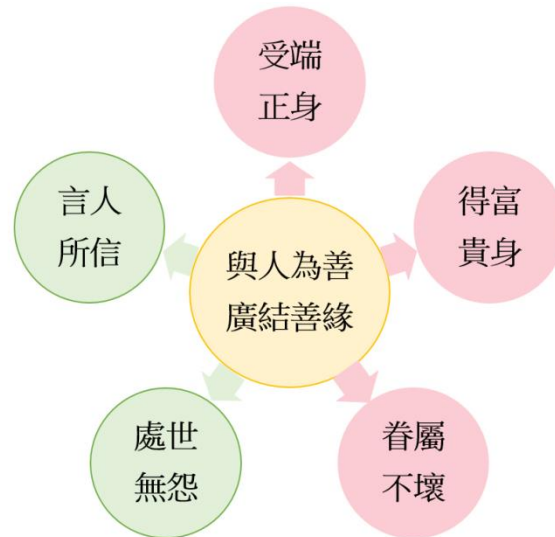 受端
正身
言人
所信
得富
貴身
與人為善
廣結善緣
處世
無怨
眷屬
不壞